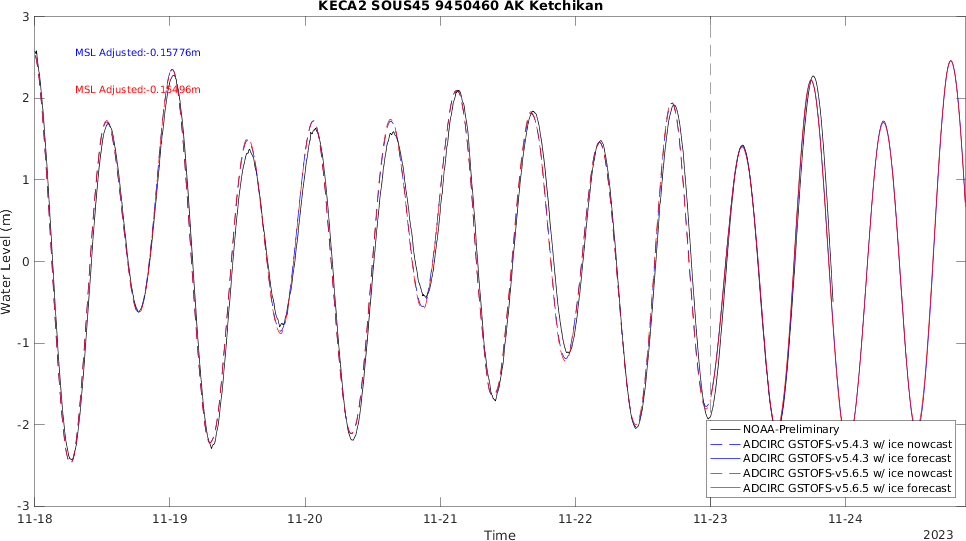 KECA2 SOUS45 9450460 AK Ketchikan
3
MSL Adjusted:-0.15776m
MSL Adjusted:-0.15496m
2
1
0
-1
-2
-3
Water Level (m)
NOAA-Preliminary
ADCIRC GSTOFS-v5.4.3 w/ ice nowcast
ADCIRC GSTOFS-v5.4.3 w/ ice forecast
ADCIRC GSTOFS-v5.6.5 w/ ice nowcast
ADCIRC GSTOFS-v5.6.5 w/ ice forecast
11-18 11-19 11-20 11-21 11-22 11-23 11-24
Time
2023